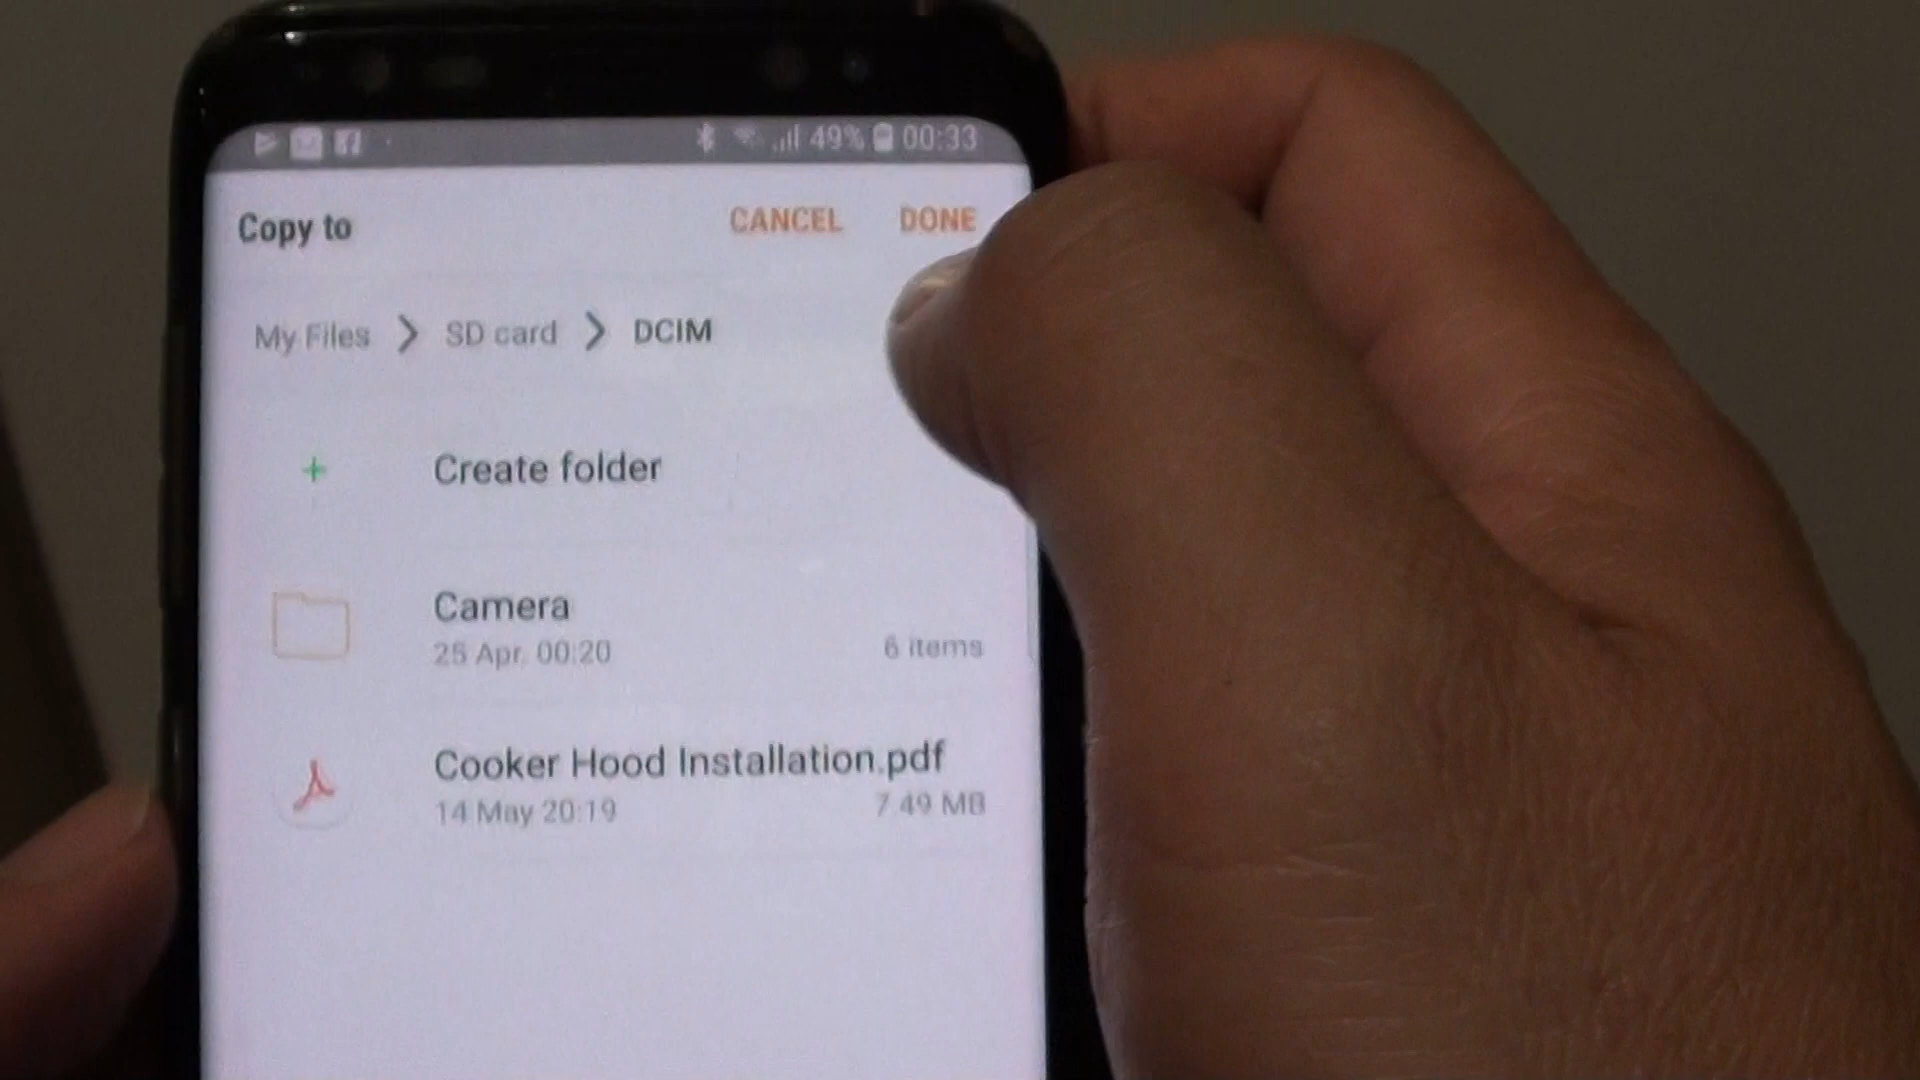 49% 00:33
Copy to CANCEL DONE
My Files > SD card > DCIM
+ Create folder
Camera
25 Apr, 00:20 6 items
Cooker Hood Installation.pdf
14 May 20:19 7.49 MB